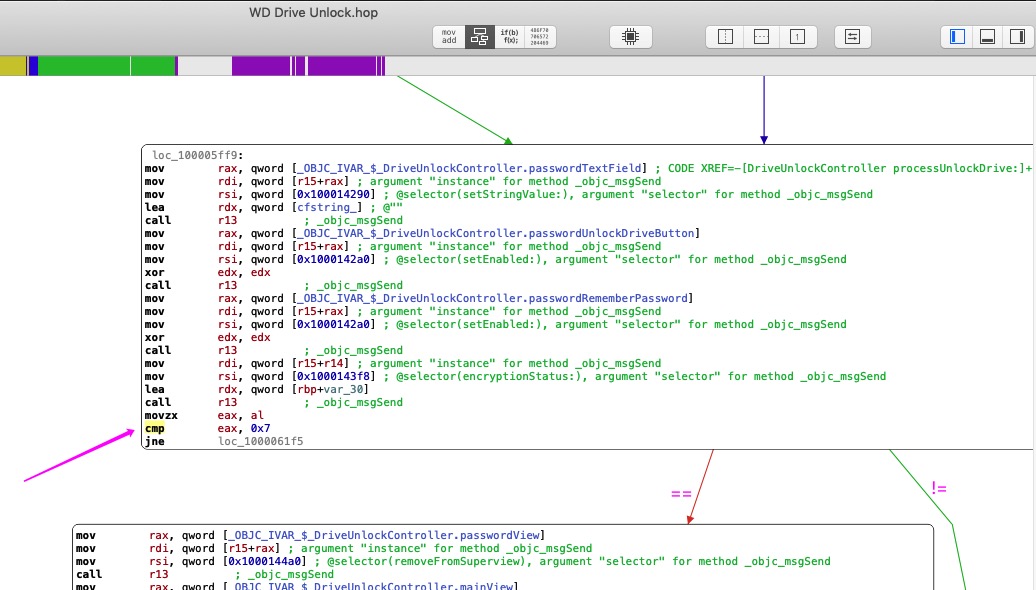 WD Drive Unlock.hop
mov add
if(b) f(x);
loc_100005ff9:
mov rax, qword [_OBJC_IVAR_$_DriveUnlockController.passwordTextField] ; CODE XREF=-[DriveUnlockController processUnlockDrive:]+
mov rdi, qword [r15+rax] ; argument "instance" for method _objc_msgSend
mov rsi, qword [0x100014290] ; @selector(setStringValue:), argument "selector" for method _objc_msgSend
lea rdx, qword [cfstring_] ; @""
call r13 ; _objc_msgSend
mov rax, qword [_OBJC_IVAR_$_DriveUnlockController.passwordUnlockDriveButton]
mov rdi, qword [r15+rax] ; argument "instance" for method _objc_msgSend
mov rsi, qword [0x1000142a0] ; @selector(setEnabled:), argument "selector" for method _objc_msgSend
xor edx, edx
call r13 ; _objc_msgSend
mov rax, qword [_OBJC_IVAR_$_DriveUnlockController.passwordRememberPassword]
mov rdi, qword [r15+rax] ; argument "instance" for method _objc_msgSend
mov rsi, qword [0x1000142a0] ; @selector(setEnabled:), argument "selector" for method _objc_msgSend
xor edx, edx
call r13 ; _objc_msgSend
mov rdi, qword [r15+r14] ; argument "instance" for method _objc_msgSend
mov rsi, qword [0x1000143f8] ; @selector(encryptionStatus:), argument "selector" for method _objc_msgSend
lea rdx, qword [rbp+var_30]
call r13 ; _objc_msgSend
movzx eax, al
cmp eax, 0x7
jne loc_1000061f5
== !=
mov rax, qword [_OBJC_IVAR_$_DriveUnlockController.passwordView]
mov rdi, qword [r15+rax] ; argument "instance" for method _objc_msgSend
mov rsi, qword [0x1000144a0] ; @selector(removeFromSuperview), argument "selector" for method _objc_msgSend
call r13 ; _objc_msgSend
mov rax, qword [_OBJC_IVAR_$_DriveUnlockController.mainView]